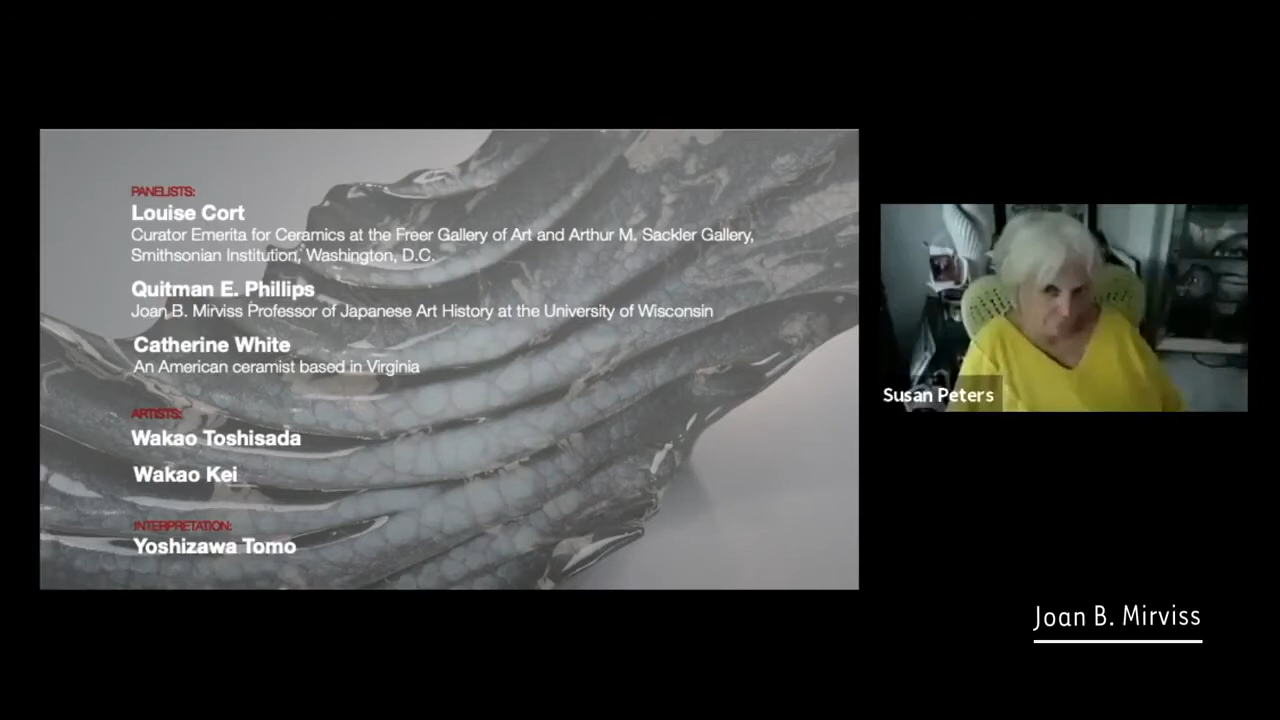 PANELISTS:
Louise Cort
Curator Emerita for Ceramics at the Freer Gallery of Art and Arthur M. Sackler Gallery,
Smithsonian Institution, Washington, D.C.
Quitman E. Phillips
Joan B. Mirviss Professor of Japanese Art History at the University of Wisconsin
Catherine White
An American ceramist based in Virginia
ARTISTS:
Wakao Toshisada
Wakao Kei
INTERPRETATION:
Yoshizawa Tomo
Susan Peters
Joan B. Mirviss